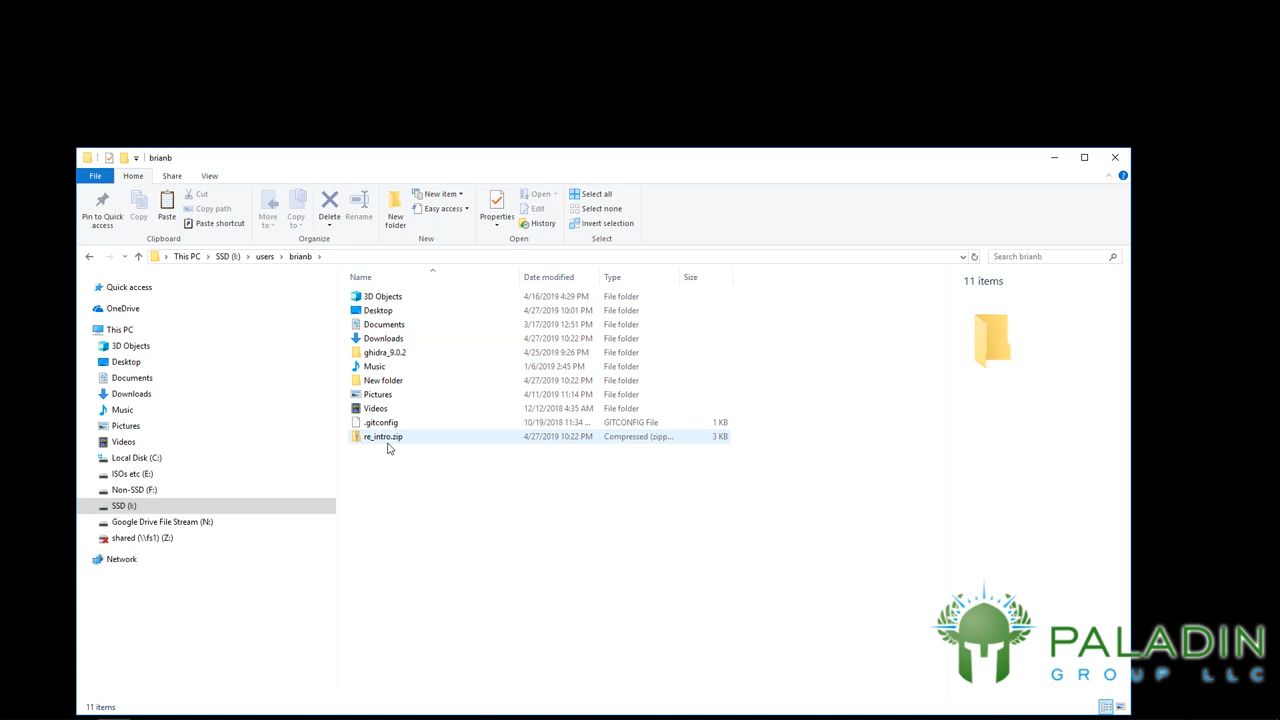 brianb
File Home Share View
Pin to Quick access
Copy
Paste
Cut
Copy path
Paste shortcut
Clipboard
Move to
Copy to
Delete
Rename
Organize
New folder
New item
Easy access
New
Properties
Open
Edit
History
Open
Select all
Select none
Invert selection
Select
This PC > SSD (I:) > users > brianb >
Search brianb
Quick access
OneDrive
This PC
3D Objects
Desktop
Documents
Downloads
Music
Pictures
Videos
Local Disk (C:)
ISOs etc (E:)
Non-SSD (F:)
SSD (I:)
Google Drive File Stream (N:)
shared (\\fs1) (Z:)
Network
Name Date modified Type Size
3D Objects 4/16/2019 4:29 PM File folder
Desktop 4/27/2019 10:01 PM File folder
Documents 3/17/2019 12:51 PM File folder
Downloads 4/27/2019 10:22 PM File folder
ghidra_9.0.2 4/25/2019 9:26 PM File folder
Music 1/6/2019 2:45 PM File folder
New folder 4/27/2019 10:22 PM File folder
Pictures 4/11/2019 11:14 PM File folder
Videos 12/12/2018 4:35 AM File folder
.gitconfig 10/19/2018 11:34 ... GITCONFIG File 1 KB
re_intro.zip 4/27/2019 10:22 PM Compressed (zipp... 3 KB
11 items
PALADIN
GROUP LLC
11 items